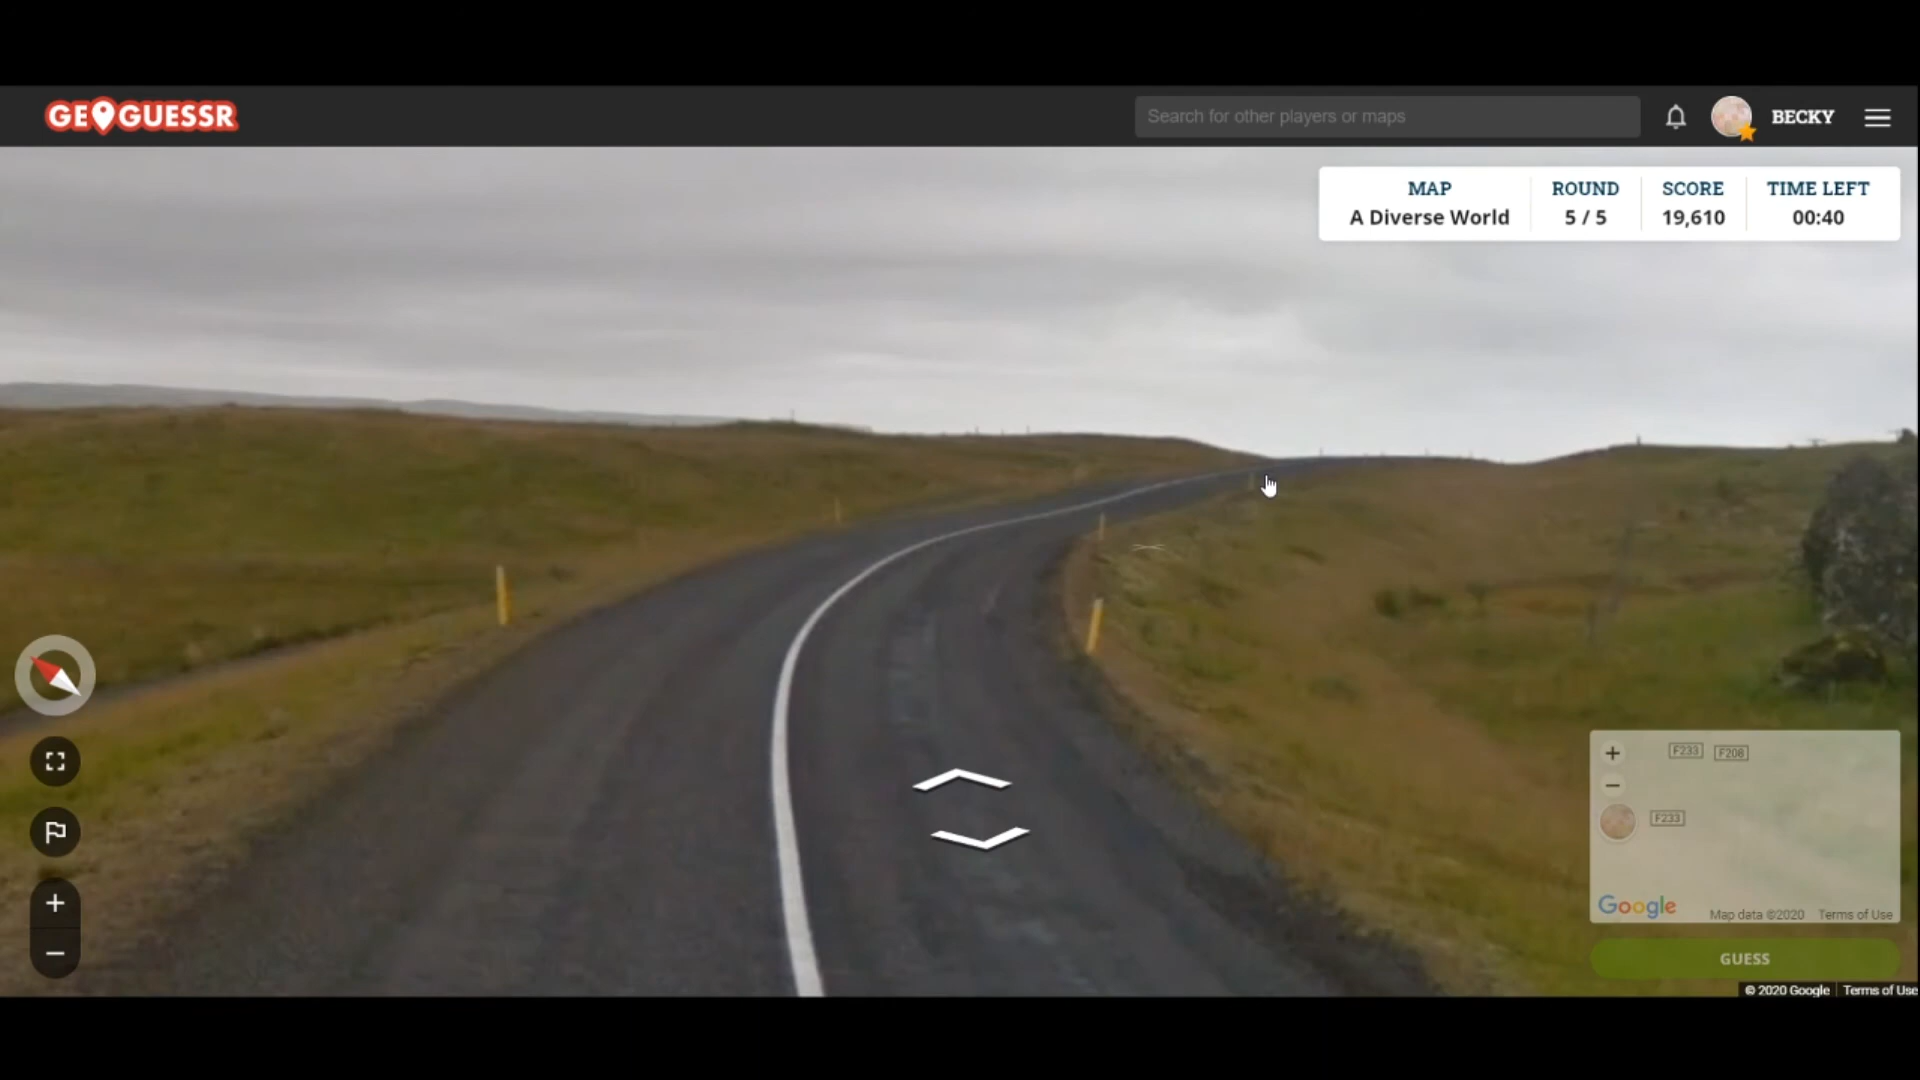 GEOGUESSR
Search for other players or maps
BECKY
MAP
A Diverse World
ROUND
5 / 5
SCORE
19,610
TIME LEFT
00:40
F233
F208
F233
Google
Map data ©2020
Terms of Use
GUESS
© 2020 Google
Terms of Use